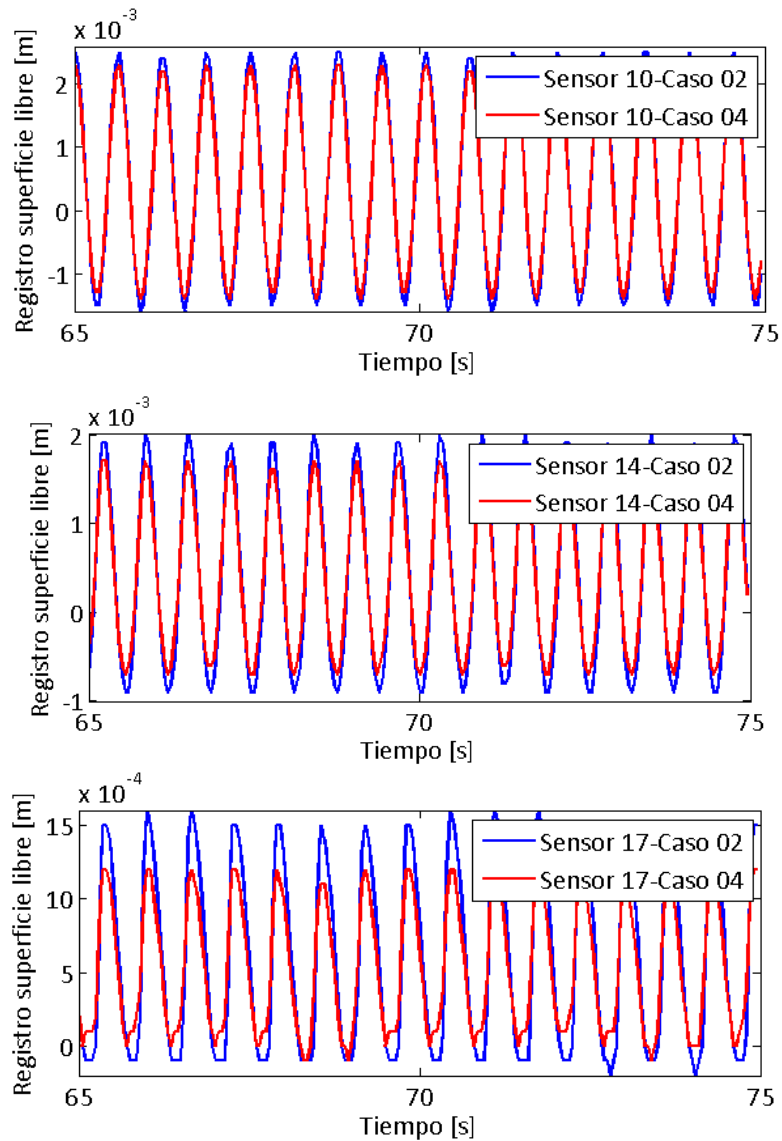 x 10-3
Registro superficie libre [m]
2
1
0
-1
65
70
75
Tiempo [s]
Sensor 10-Caso 02
Sensor 10-Caso 04
x 10-3
Registro superficie libre [m]
2
1
0
-1
65
70
75
Tiempo [s]
Sensor 14-Caso 02
Sensor 14-Caso 04
x 10-4
Registro superficie libre [m]
15
10
5
0
65
70
75
Tiempo [s]
Sensor 17-Caso 02
Sensor 17-Caso 04